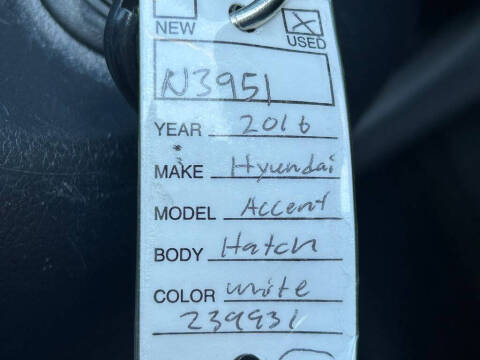 NEW USED
N3951
YEAR 2016
MAKE Hyundai
MODEL Accent
BODY Hatch
COLOR white
239931